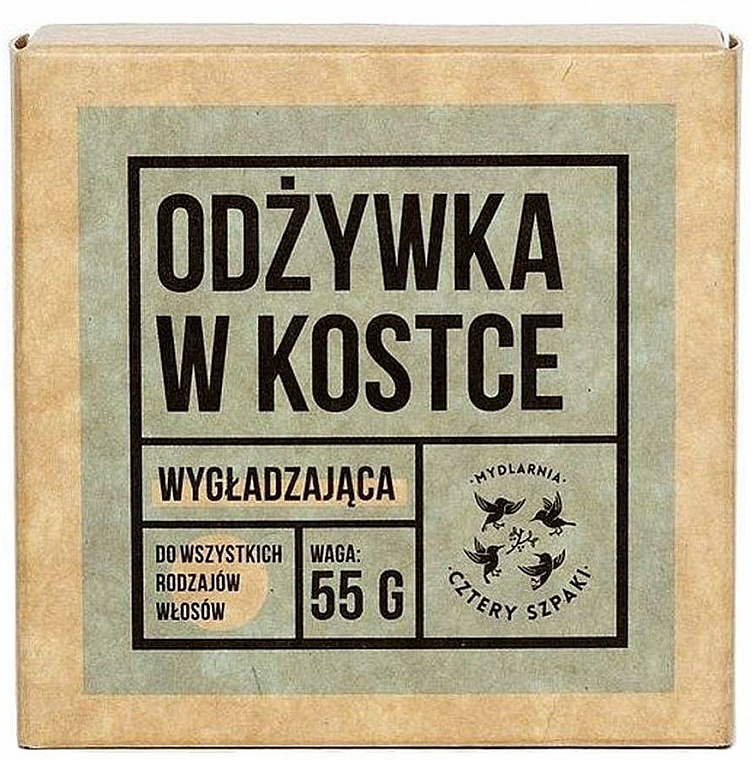 ODŻYWKA
W KOSTCE
WYGŁADZAJĄCA
DO WSZYSTKICH
RODZAJÓW
WŁOSÓW
WAGA:
55 G
·MYDLARNIA·
·CZTERY SZPAKI·